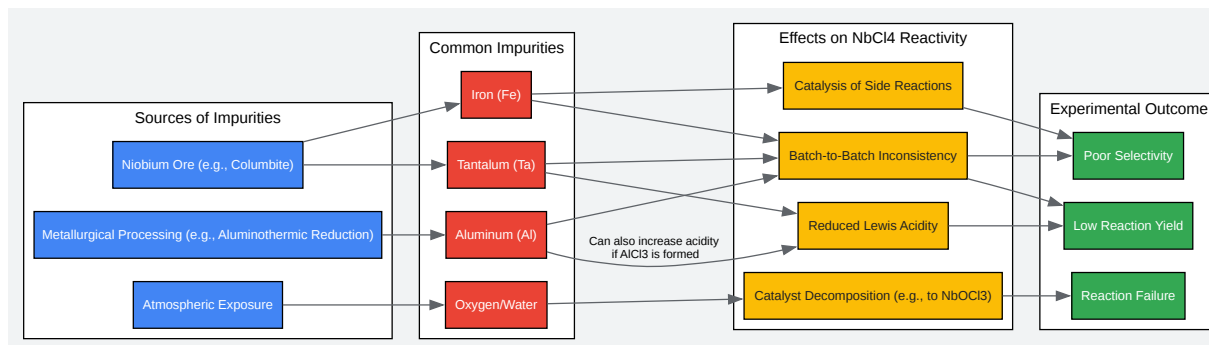 Sources of Impurities
Niobium Ore (e.g., Columbite)
Metallurgical Processing (e.g., Aluminothermic Reduction)
Atmospheric Exposure
Common Impurities
Iron (Fe)
Tantalum (Ta)
Aluminum (Al)
Oxygen/Water
Can also increase acidity
if AlCl3 is formed
Effects on NbCl4 Reactivity
Catalysis of Side Reactions
Batch-to-Batch Inconsistency
Reduced Lewis Acidity
Catalyst Decomposition (e.g., to NbOCl3)
Experimental Outcome
Poor Selectivity
Low Reaction Yield
Reaction Failure